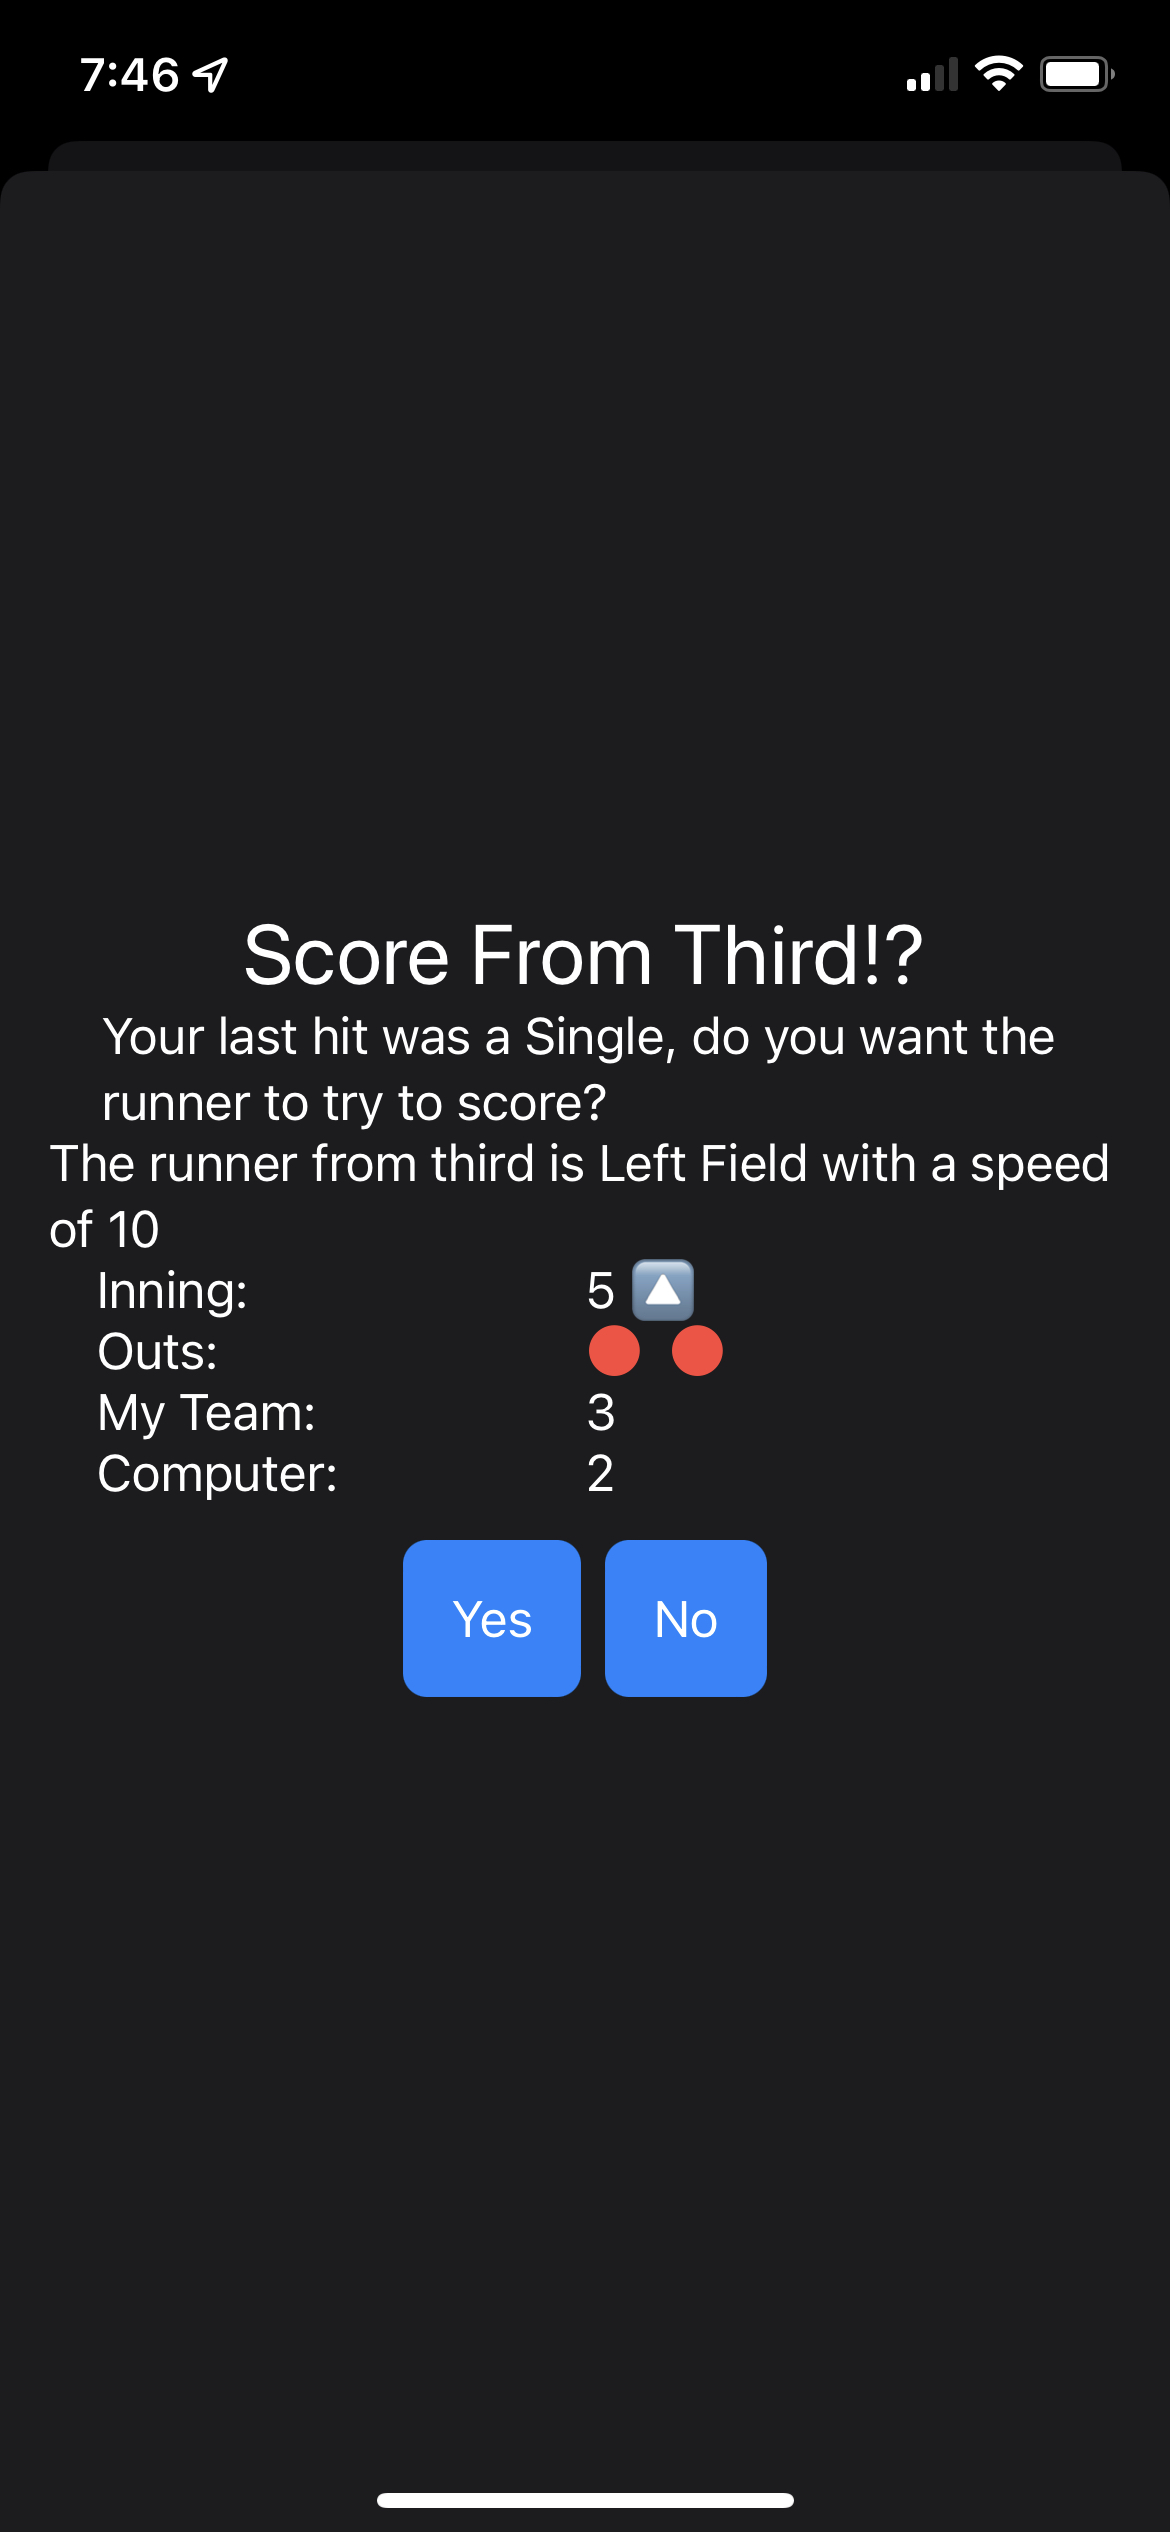 7:46
Score From Third!?
Your last hit was a Single, do you want the
runner to try to score?
The runner from third is Left Field with a speed
of 10
Inning: 5 🔼
Outs: 🔴 🔴
My Team: 3
Computer: 2
Yes No